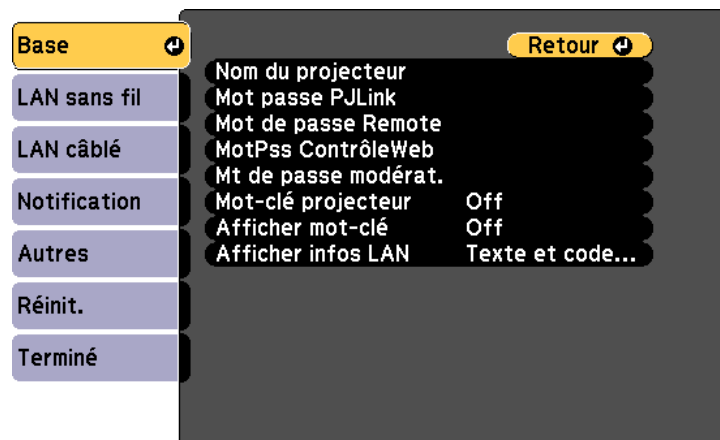 Base
LAN sans fil
LAN câblé
Notification
Autres
Réinit.
Terminé
Retour
Nom du projecteur
Mot passe PJLink
Mot de passe Remote
MotPss ContrôleWeb
Mt de passe modérat.
Mot-clé projecteur Off
Afficher mot-clé Off
Afficher infos LAN Texte et code...